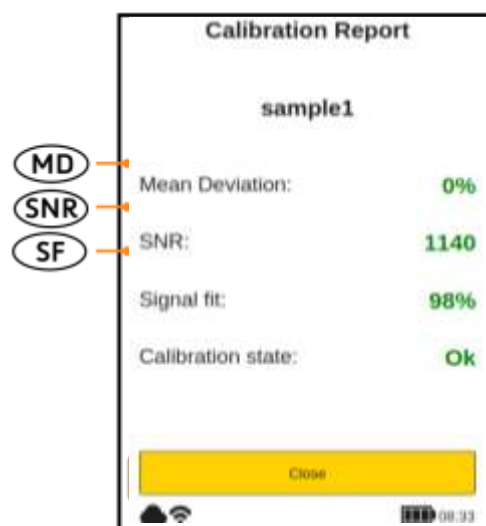 Calibration Report
sample1
MD
Mean Deviation: 0%
SNR
SNR: 1140
SF
Signal fit: 98%
Calibration state: Ok
Close
08:33